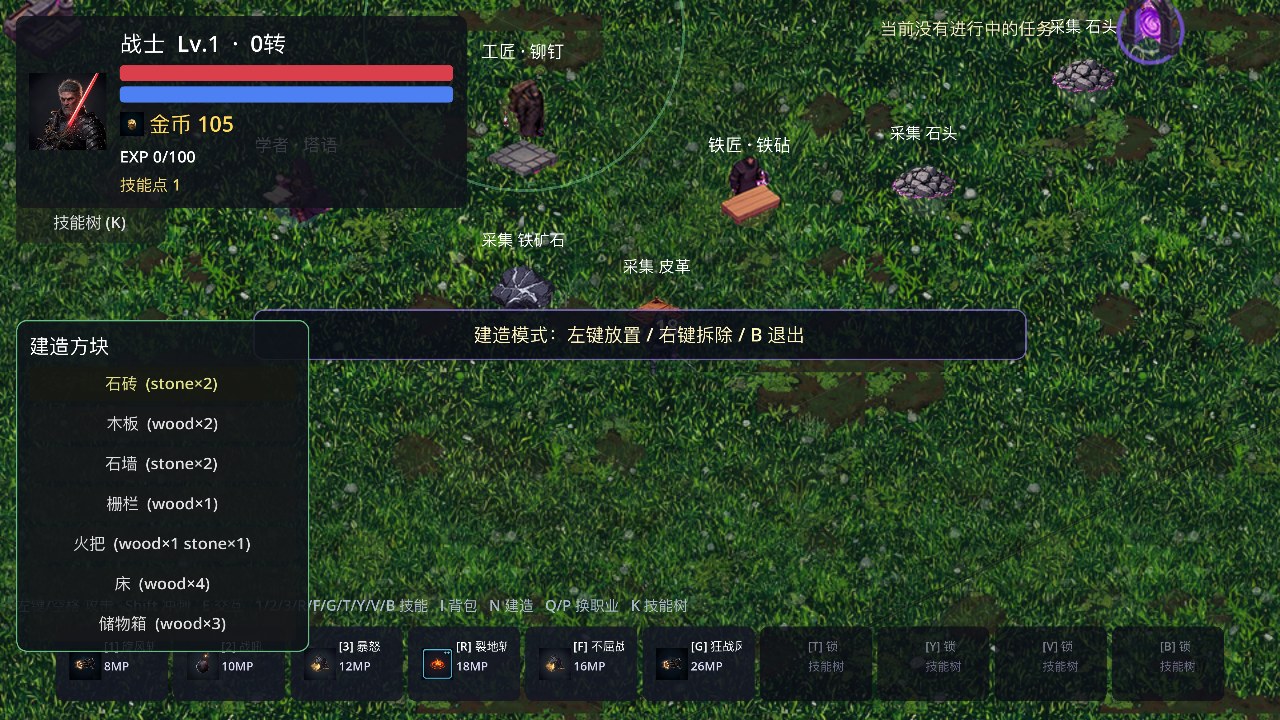 战士 Lv.1 · 0转
金币 105
EXP 0/100
技能点 1
技能树 (K)
学者 · 塔语
工匠 · 铆钉
当前没有进行中的任务
采集 石头
铁匠 · 铁砧
采集 石头
采集 铁矿石
采集 皮革
建造模式：左键放置 / 右键拆除 / B 退出
建造方块
石砖 (stone×2)
木板 (wood×2)
石墙 (stone×2)
栅栏 (wood×1)
火把 (wood×1 stone×1)
床 (wood×4)
储物箱 (wood×3)
/F/G/T/Y/V/B 技能 I 背包 N 建造 Q/P 换职业 K 技能树
8MP
10MP
[3] 暴怒
12MP
[R] 裂地
18MP
[F] 不屈战
16MP
[G] 狂战
26MP
[T] 锁
技能树
[Y] 锁
技能树
[V] 锁
技能树
[B] 锁
技能树